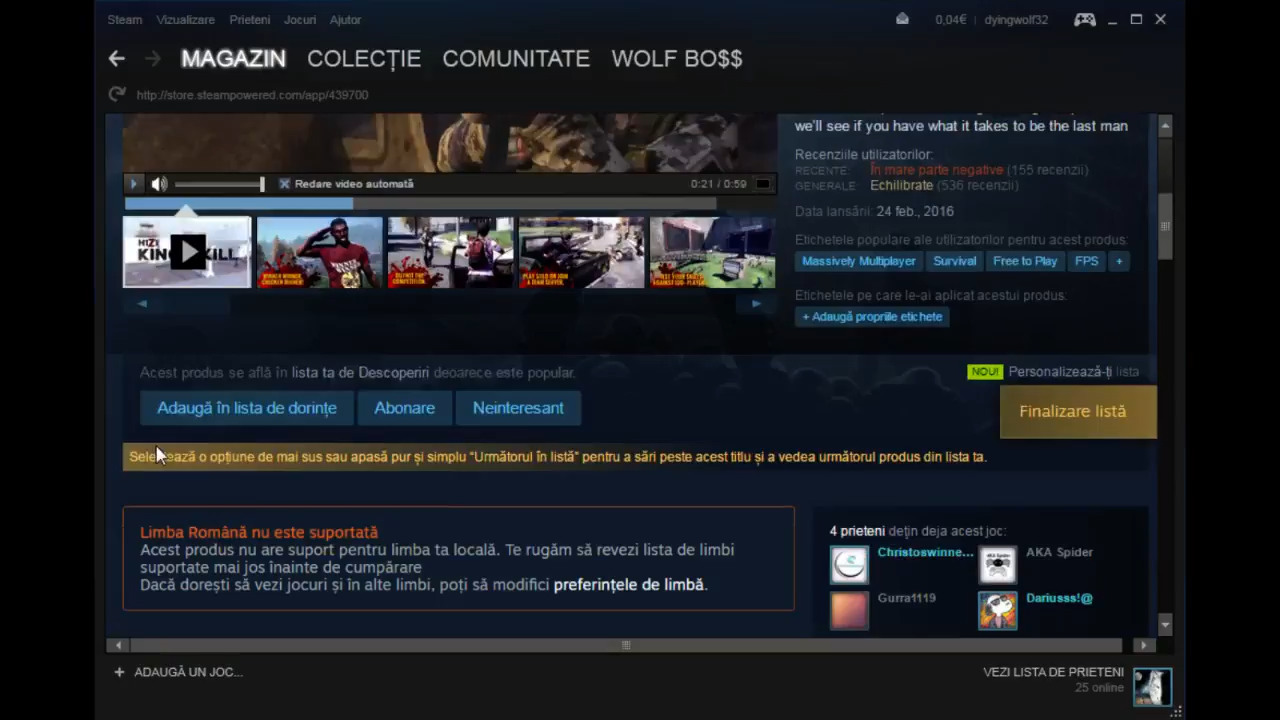 Steam Vizualizare Prieteni Jocuri Ajutor 0,04€ dyingwolf32
MAGAZIN COLECȚIE COMUNITATE WOLF BO$$
http://store.steampowered.com/app/439700
we'll see if you have what it takes to be the last man
Recenziile utilizatorilor:
RECENTE: În mare parte negative (155 recenzii)
GENERALE Echilibrate (536 recenzii)
Redare video automată 0:21 / 0:59
Data lansării: 24 feb., 2016
Etichetele populare ale utilizatorilor pentru acest produs:
Massively Multiplayer Survival Free to Play FPS +
Etichetele pe care le-ai aplicat acestui produs:
+ Adaugă propriile etichete
H1Z1
KING KILL
Acest produs se află în lista ta de Descoperiri deoarece este popular.
NOU! Personalizează-ți lista
Adaugă în lista de dorințe Abonare Neinteresant
Finalizare listă
Selectează o opțiune de mai sus sau apasă pur și simplu "Următorul în listă" pentru a sări peste acest titlu și a vedea următorul produs din lista ta.
Limba Română nu este suportată
Acest produs nu are suport pentru limba ta locală. Te rugăm să revezi lista de limbi
suportate mai jos înainte de cumpărare
Dacă dorești să vezi jocuri și în alte limbi, poți să modifici preferințele de limbă.
4 prieteni dețin deja acest joc:
Christoswinne... AKA Spider
Gurra1119 Dariusss!@
+ ADAUGĂ UN JOC...
VEZI LISTA DE PRIETENI
25 online